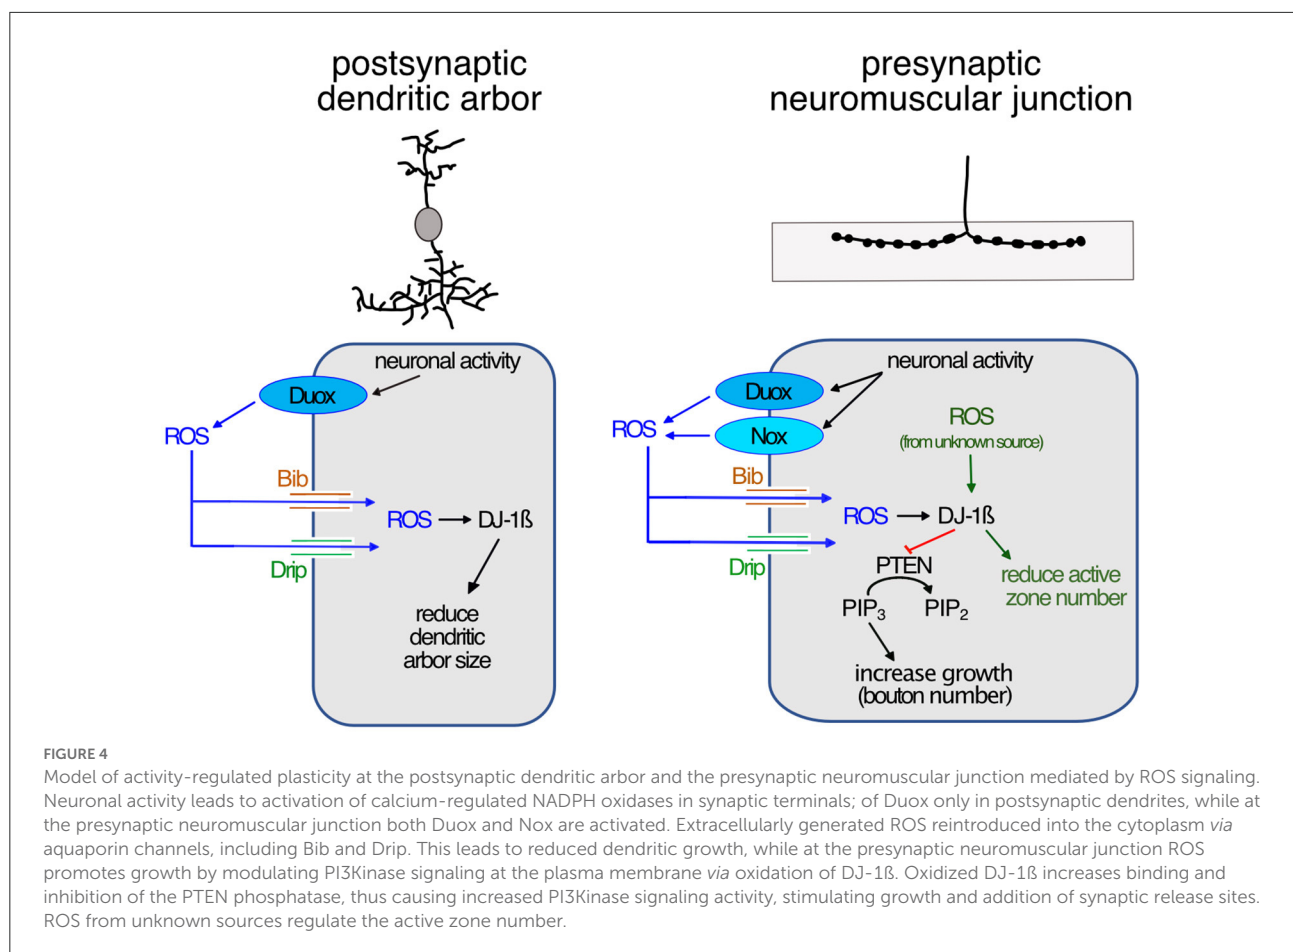 postsynaptic
dendritic arbor
presynaptic
neuromuscular junction
neuronal activity
Duox
ROS
Bib
ROS
DJ-1ß
Drip
reduce
dendritic
arbor size
neuronal activity
Duox
Nox
ROS
ROS
(from unknown source)
Bib
ROS
DJ-1ß
Drip
PTEN
PIP3
PIP2
reduce active
zone number
increase growth
(bouton number)
FIGURE 4
Model of activity-regulated plasticity at the postsynaptic dendritic arbor and the presynaptic neuromuscular junction mediated by ROS signaling.
Neuronal activity leads to activation of calcium-regulated NADPH oxidases in synaptic terminals; of Duox only in postsynaptic dendrites, while at
the presynaptic neuromuscular junction both Duox and Nox are activated. Extracellularly generated ROS reintroduced into the cytoplasm via
aquaporin channels, including Bib and Drip. This leads to reduced dendritic growth, while at the presynaptic neuromuscular junction ROS
promotes growth by modulating PI3Kinase signaling at the plasma membrane via oxidation of DJ-1ß. Oxidized DJ-1ß increases binding and
inhibition of the PTEN phosphatase, thus causing increased PI3Kinase signaling activity, stimulating growth and addition of synaptic release sites.
ROS from unknown sources regulate the active zone number.